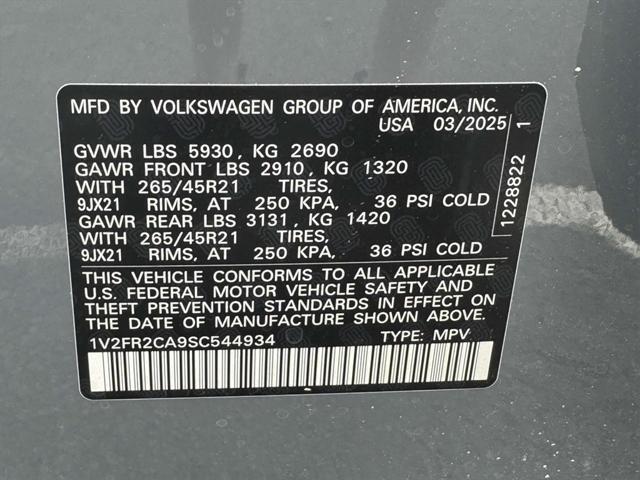 MFD BY VOLKSWAGEN GROUP OF AMERICA, INC.
USA 03/2025
GVWR LBS 5930, KG 2690
GAWR FRONT LBS 2910, KG 1320
WITH 265/45R21 TIRES,
9JX21 RIMS, AT 250 KPA, 36 PSI COLD
GAWR REAR LBS 3131, KG 1420
WITH 265/45R21 TIRES,
9JX21 RIMS, AT 250 KPA, 36 PSI COLD
THIS VEHICLE CONFORMS TO ALL APPLICABLE
U.S. FEDERAL MOTOR VEHICLE SAFETY AND
THEFT PREVENTION STANDARDS IN EFFECT ON
THE DATE OF MANUFACTURE SHOWN ABOVE.
1V2FR2CA9SC544934 TYPE: MPV
1228822 1